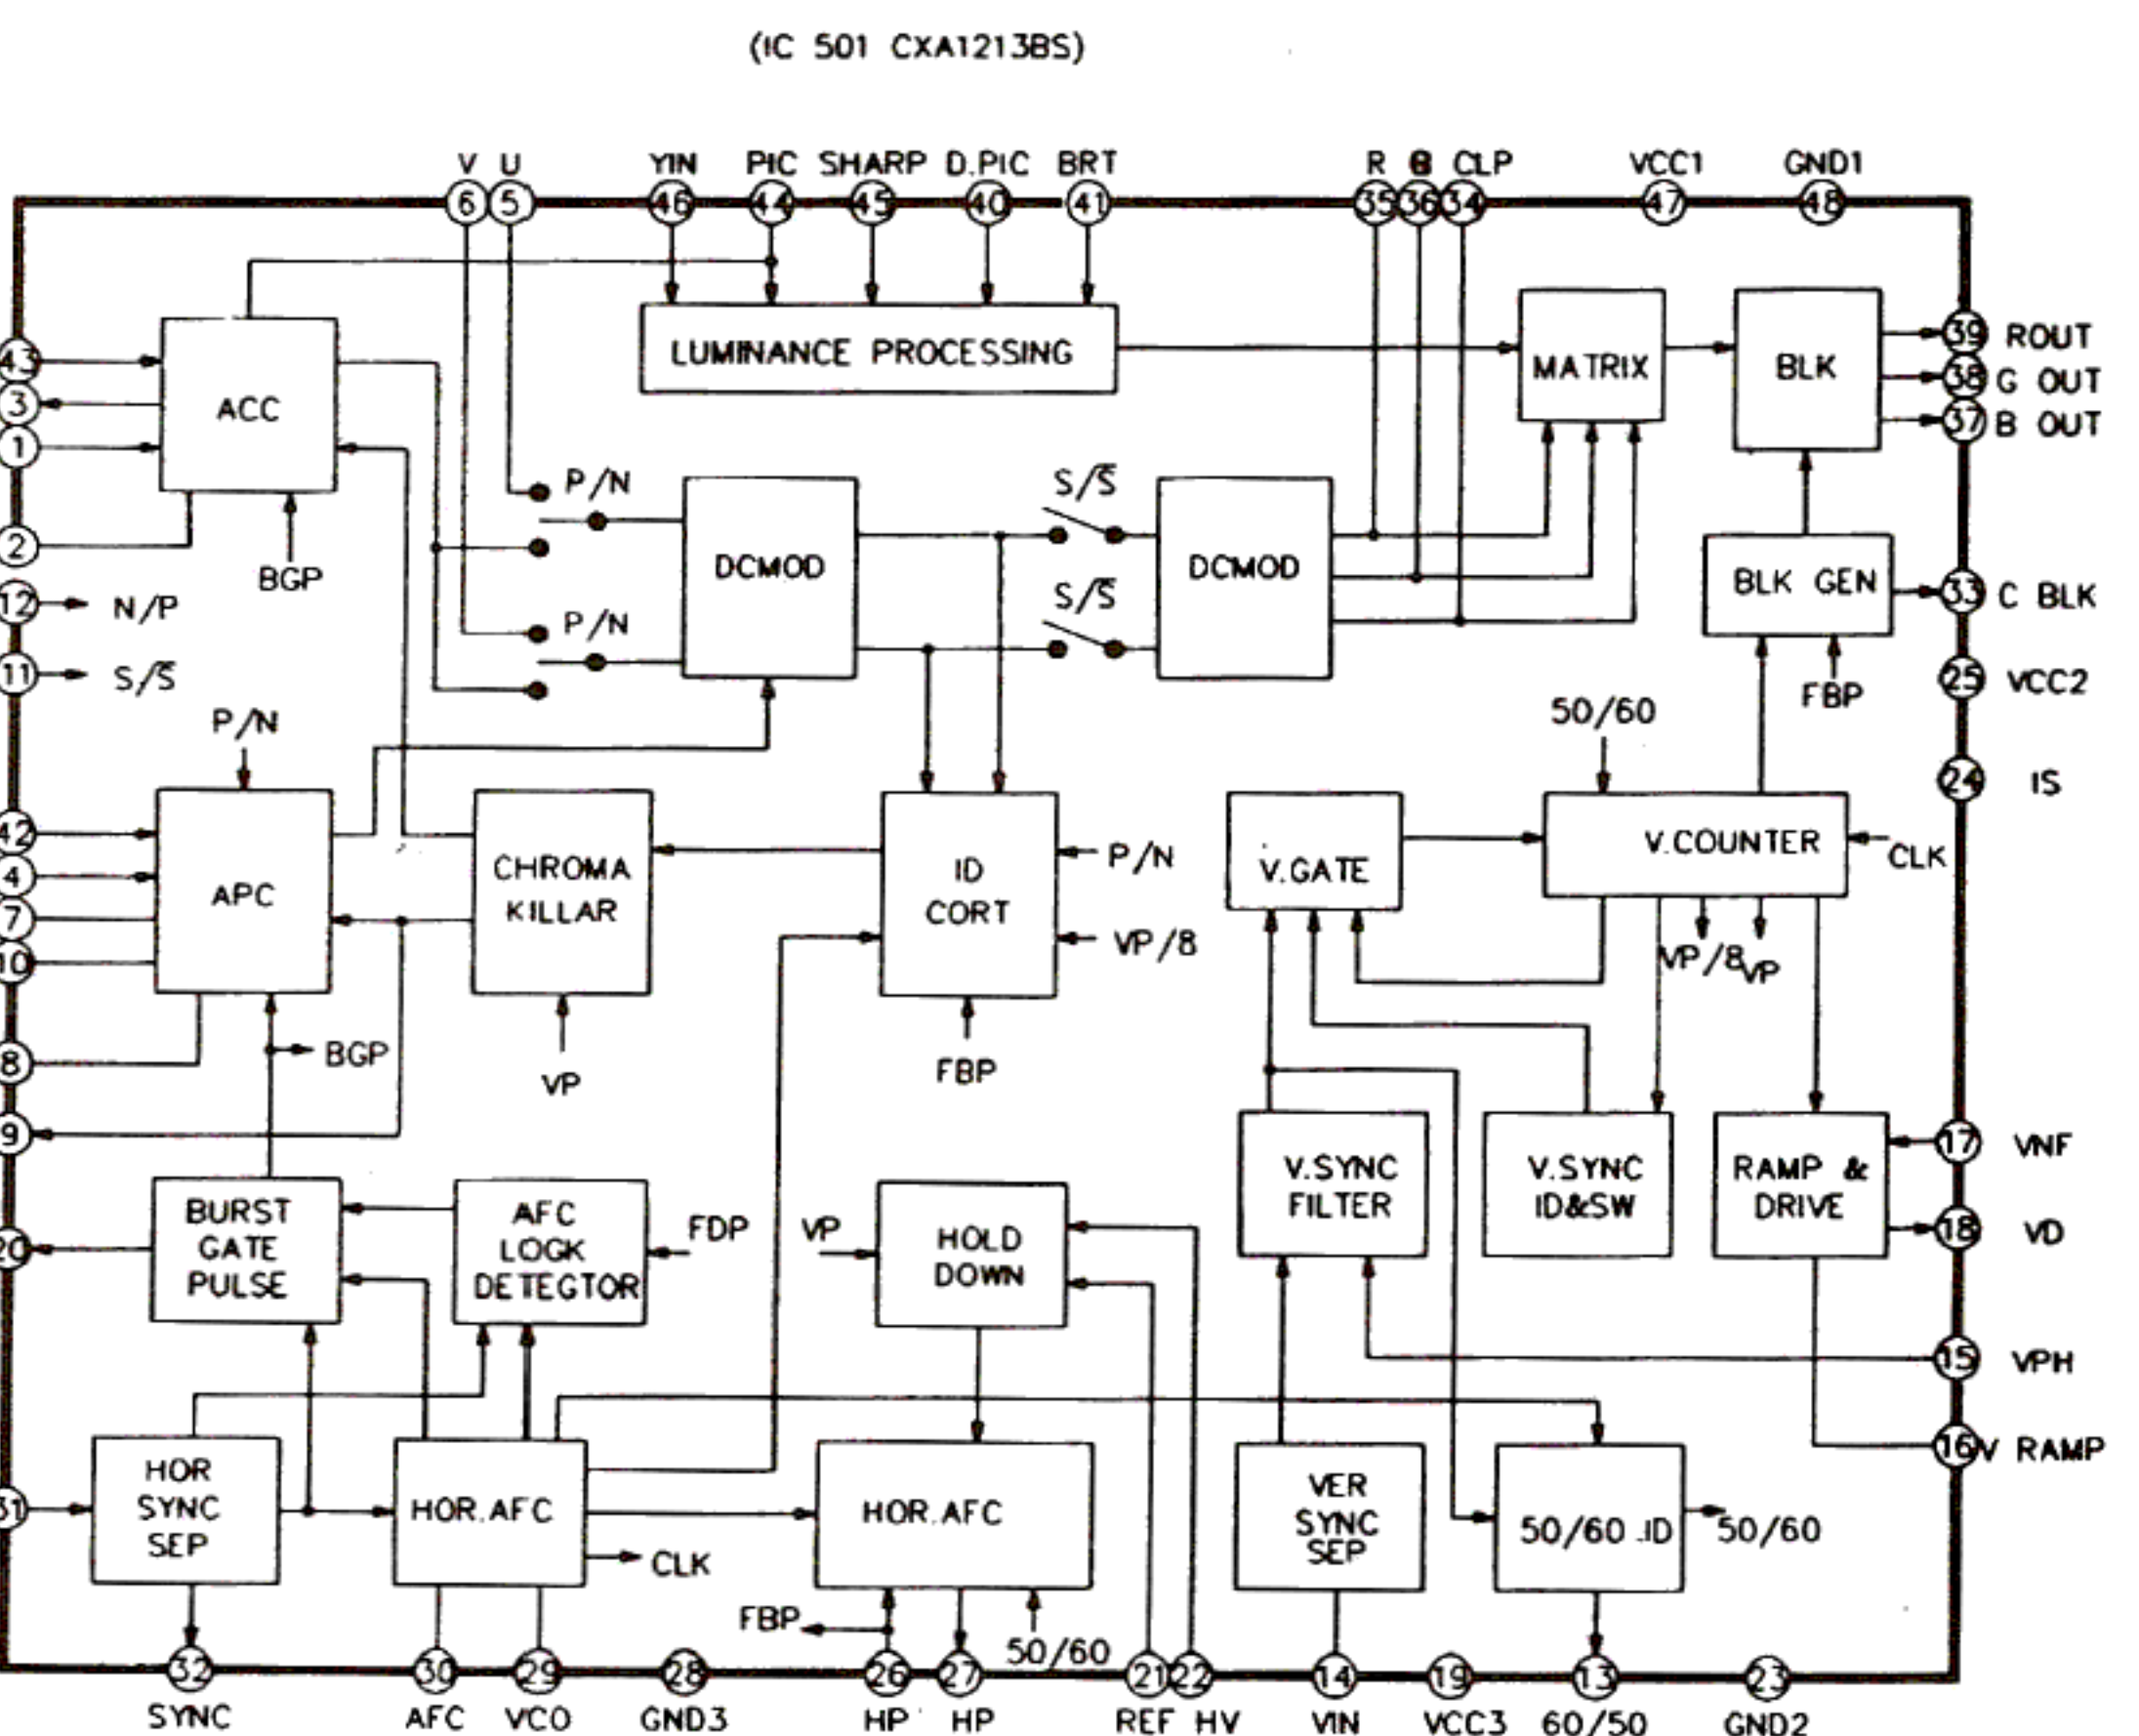 (IC 501 CXA1213BS)
V U YIN PIC SHARP D.PIC BRT R B CLP VCC1 GND1
6 5 46 44 45 40 41 35 36 34 47 48
43
3
1
2
12 N/P
11 S/S̅
ACC
BGP
LUMINANCE PROCESSING
MATRIX
BLK
39 ROUT
38 G OUT
37 B OUT
P/N
P/N
DCMOD
S/S̅
S/S̅
DCMOD
BLK GEN
33 C BLK
FBP
25 VCC2
24 IS
P/N
42
4
7
10
8
9
APC
BGP
CHROMA
KILLAR
VP
ID
CORT
P/N
VP/8
FBP
V.GATE
50/60
V.COUNTER
CLK
VP/8
VP
20
BURST
GATE
PULSE
AFC
LOGK
DETEGTOR
FDP
VP
HOLD
DOWN
V.SYNC
FILTER
V.SYNC
ID&SW
RAMP &
DRIVE
17 VNF
18 VD
15 VPH
16 V RAMP
31
HOR
SYNC
SEP
HOR.AFC
CLK
HOR.AFC
FBP
50/60
VER
SYNC
SEP
50/60 .ID
50/60
32 30 29 28 26 27 21 22 14 19 13 23
SYNC AFC VCO GND3 HP HP REF HV VIN VCC3 60/50 GND2